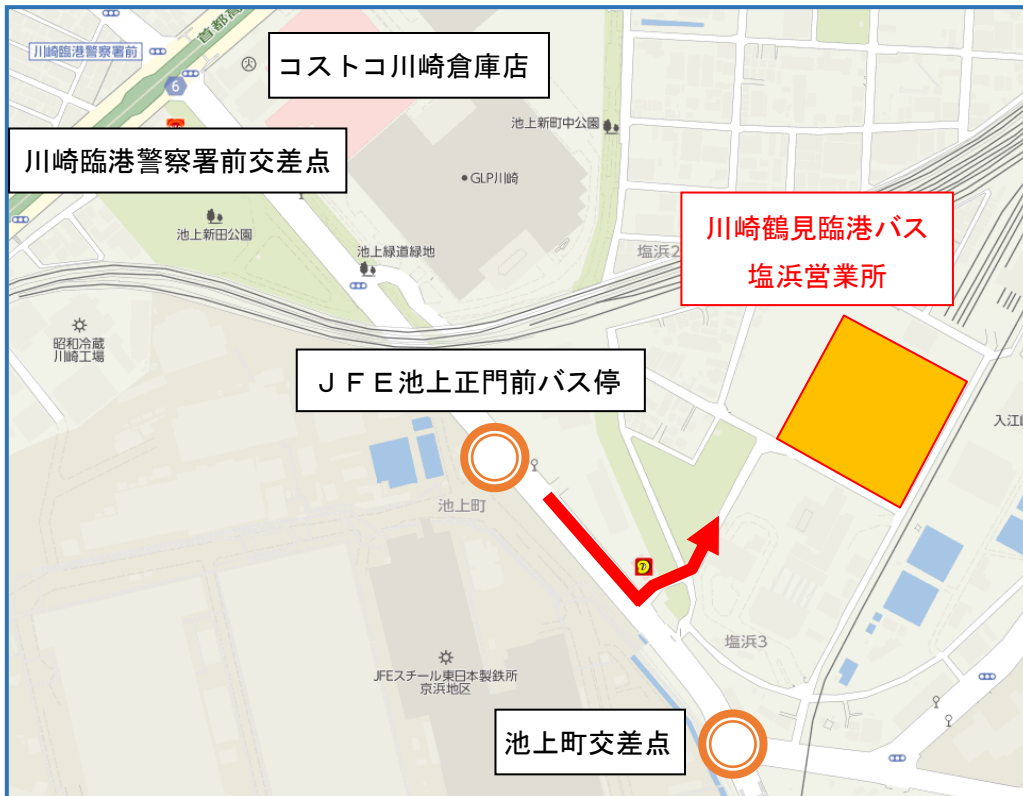 首都高
川崎臨港警察署前
コストコ川崎倉庫店
6
池上新町中公園
川崎臨港警察署前交差点
GLP川崎
川崎鶴見臨港バス
塩浜営業所
池上新田公園
池上緑道緑地
塩浜2
昭和冷蔵
川崎工場
JFE池上正門前バス停
入江
池上町
塩浜3
JFEスチール東日本製鉄所
京浜地区
池上町交差点